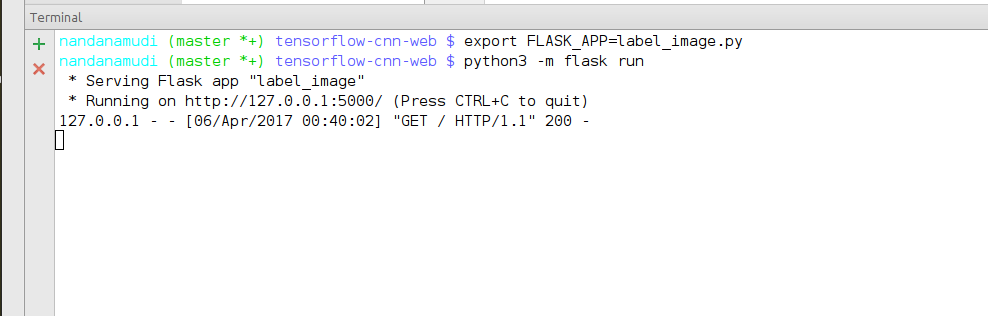 Terminal
nandanamudi (master *+) tensorflow-cnn-web $ export FLASK_APP=label_image.py
nandanamudi (master *+) tensorflow-cnn-web $ python3 -m flask run
 * Serving Flask app "label_image"
 * Running on http://127.0.0.1:5000/ (Press CTRL+C to quit)
127.0.0.1 - - [06/Apr/2017 00:40:02] "GET / HTTP/1.1" 200 -